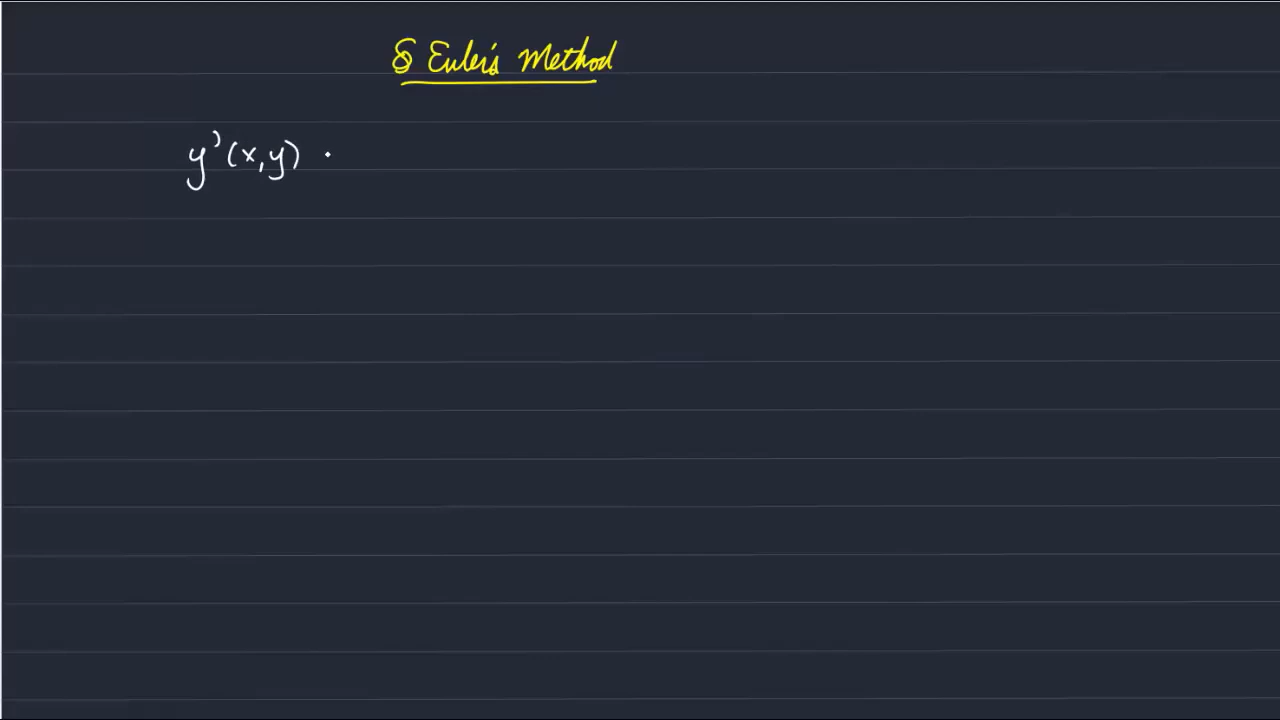 § Euler's Method
y'(x,y) ·